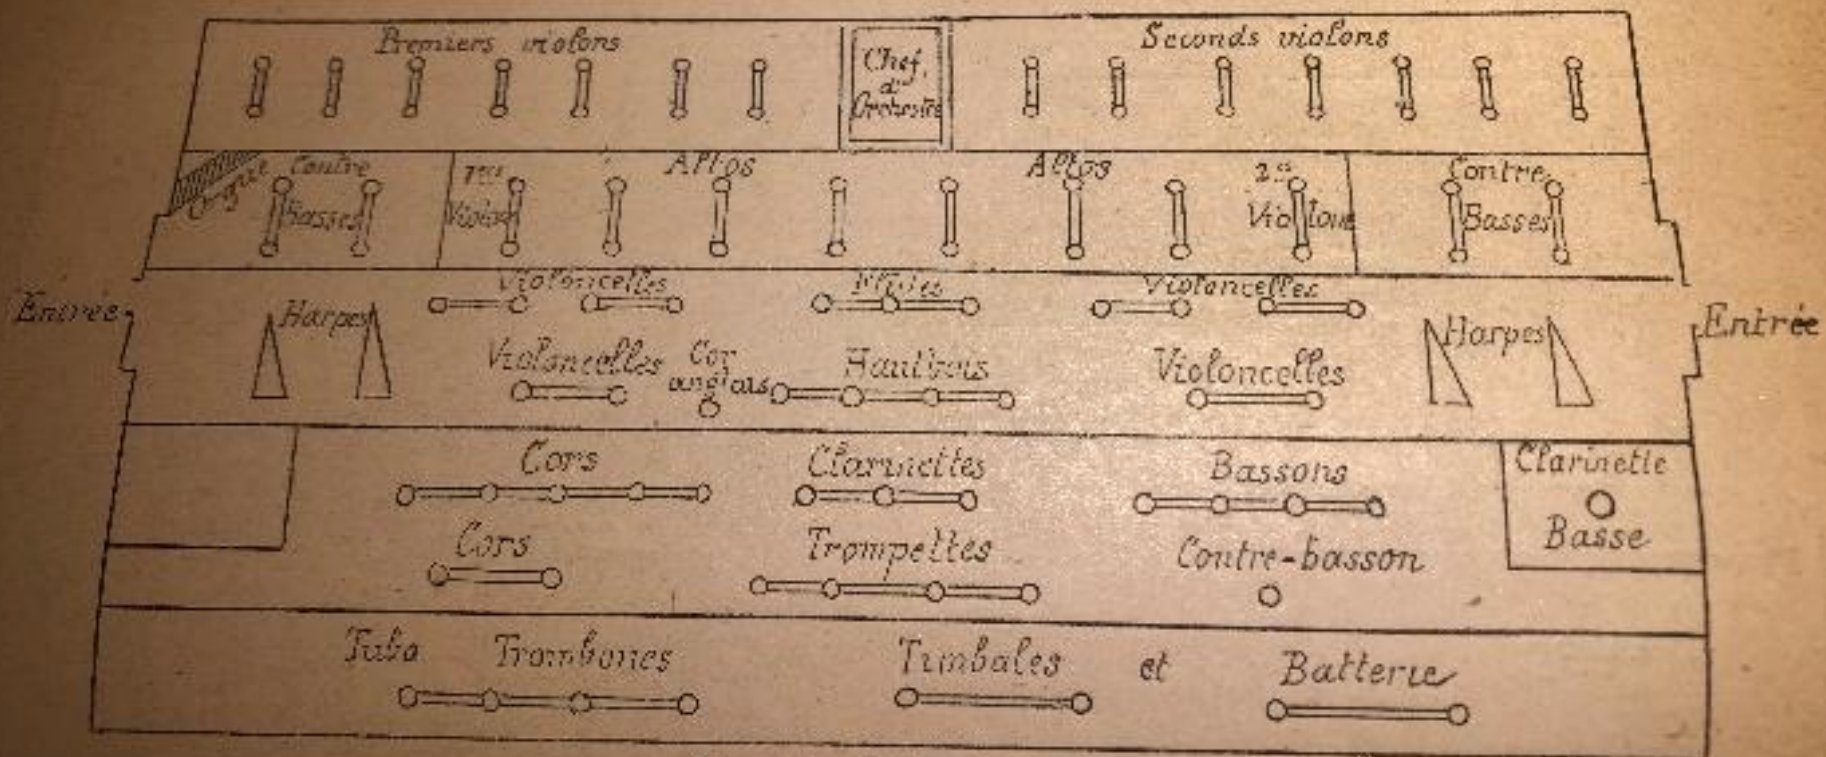 Premiers violons
Chef
d'
Orchestre
Seconds violons
Orgue
Contre
Basses
1ers
Violons
Altos
Altos
2ds
Violons
Contre
Basses
Entrée
Harpes
Violoncelles
Flûtes
Violoncelles
Harpes
Entrée
Violoncelles
Cor
anglais
Hautbois
Violoncelles
Cors
Clarinettes
Bassons
Clarinette
Basse
Cors
Trompettes
Contre-basson
Tuba
Trombones
Timbales et Batterie